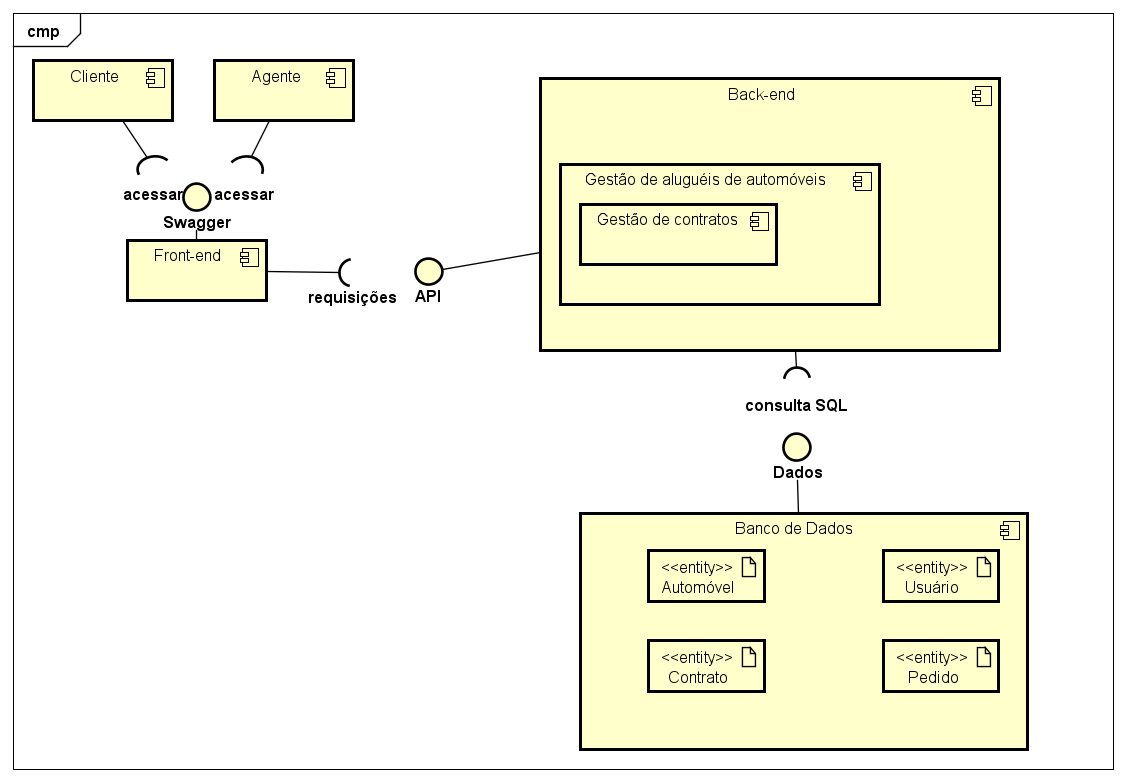 cmp
Cliente
Agente
Back-end
Gestão de aluguéis de automóveis
Gestão de contratos
acessar
acessar
Swagger
Front-end
requisições
API
consulta SQL
Dados
Banco de Dados
<<entity>>
Automóvel
<<entity>>
Usuário
<<entity>>
Contrato
<<entity>>
Pedido